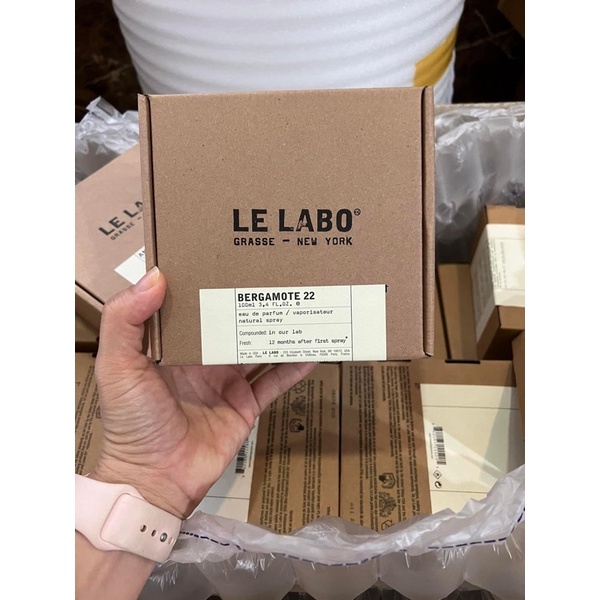 LE LABO
GRASSE — NEW YORK
BERGAMOTE 22
100ml 3.4 FL.OZ. ℮
eau de parfum / vaporisateur
natural spray
Compounded: in our lab
Fresh: 12 months after first spray*
LE LABO
GRASSE —